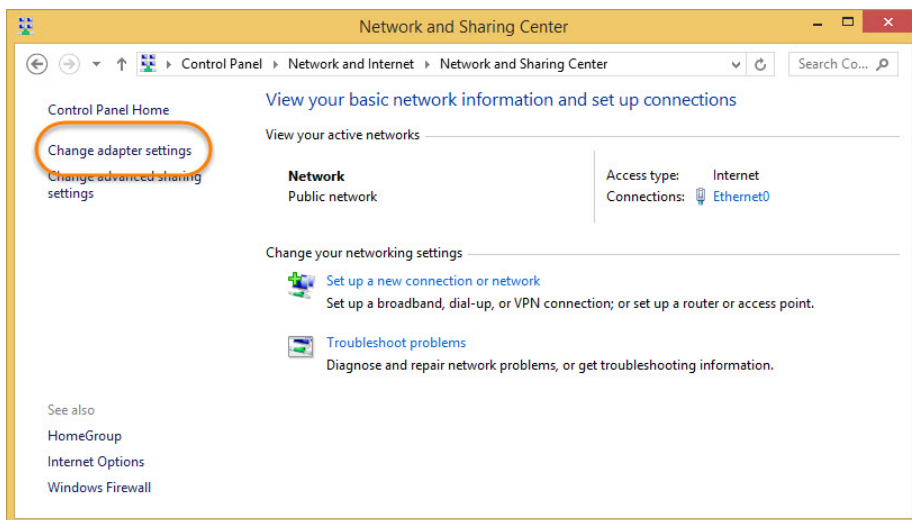 Network and Sharing Center
Control Panel Network and Internet Network and Sharing Center
Search Co...
Control Panel Home
Change adapter settings
Change advanced sharing
settings
View your basic network information and set up connections
View your active networks
Network
Public network
Access type: Internet
Connections: Ethernet0
Change your networking settings
Set up a new connection or network
Set up a broadband, dial-up, or VPN connection; or set up a router or access point.
Troubleshoot problems
Diagnose and repair network problems, or get troubleshooting information.
See also
HomeGroup
Internet Options
Windows Firewall